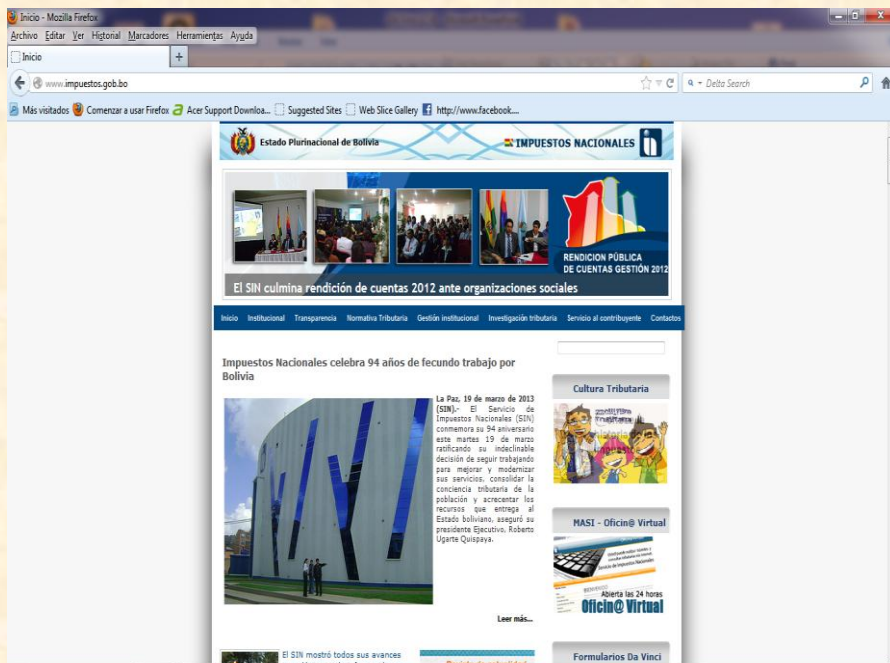 Inicio - Mozilla Firefox
Archivo Editar Ver Historial Marcadores Herramientas Ayuda
Inicio +
www.impuestos.gob.bo
Delta Search
Más visitados Comenzar a usar Firefox Acer Support Downloa... Suggested Sites Web Slice Gallery http://www.facebook....
Estado Plurinacional de Bolivia
IMPUESTOS NACIONALES
RENDICION PÚBLICA
DE CUENTAS GESTIÓN 2012
El SIN culmina rendición de cuentas 2012 ante organizaciones sociales
Inicio Institucional Transparencia Normativa Tributaria Gestión institucional Investigación tributaria Servicio al contribuyente Contactos
Impuestos Nacionales celebra 94 años de fecundo trabajo por
Bolivia
La Paz, 19 de marzo de 2013
(SIN).- El Servicio de
Impuestos Nacionales (SIN)
conmemora su 94 aniversario
este martes 19 de marzo
ratificando su indeclinable
decisión de seguir trabajando
para mejorar y modernizar
sus servicios, consolidar la
conciencia tributaria de la
población y acrecentar los
recursos que entrega al
Estado boliviano, aseguró su
presidente Ejecutivo, Roberto
Ugarte Quispaya.
Leer más...
Cultura Tributaria
MASI - Oficin@ Virtual
Servicio de Impuestos Nacionales
Abierta las 24 horas
Oficin@ Virtual
Formularios Da Vinci
El SIN mostró todos sus avances